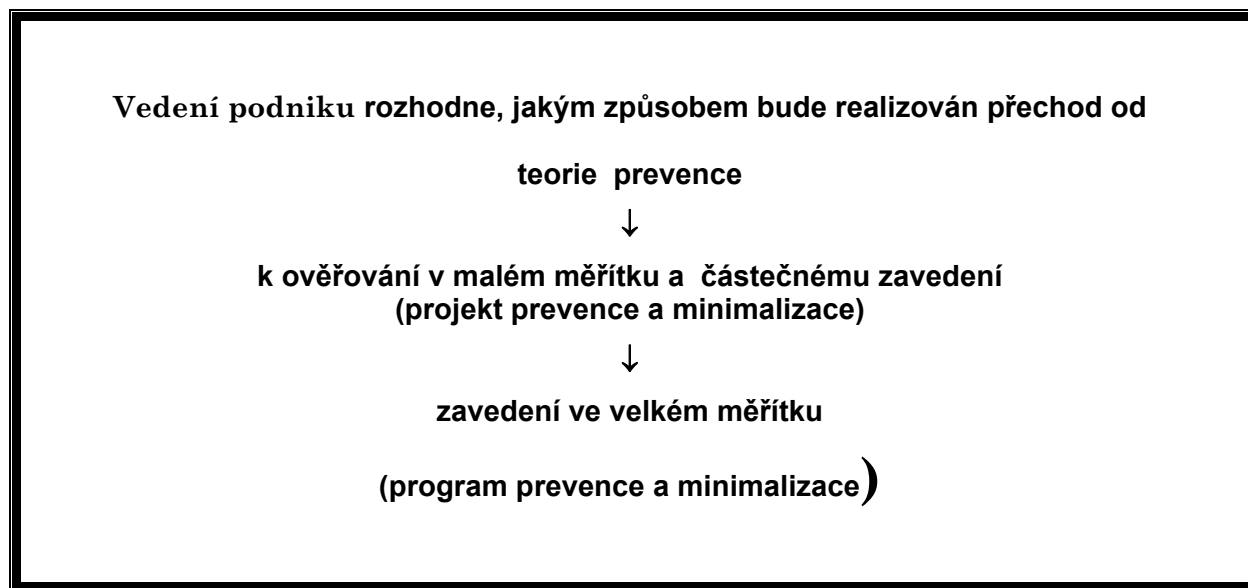 Vedení podniku rozhodne, jakým způsobem bude realizován přechod od
teorie prevence
↓
k ověřování v malém měřítku a částečnému zavedení
(projekt prevence a minimalizace)
↓
zavedení ve velkém měřítku
(program prevence a minimalizace)